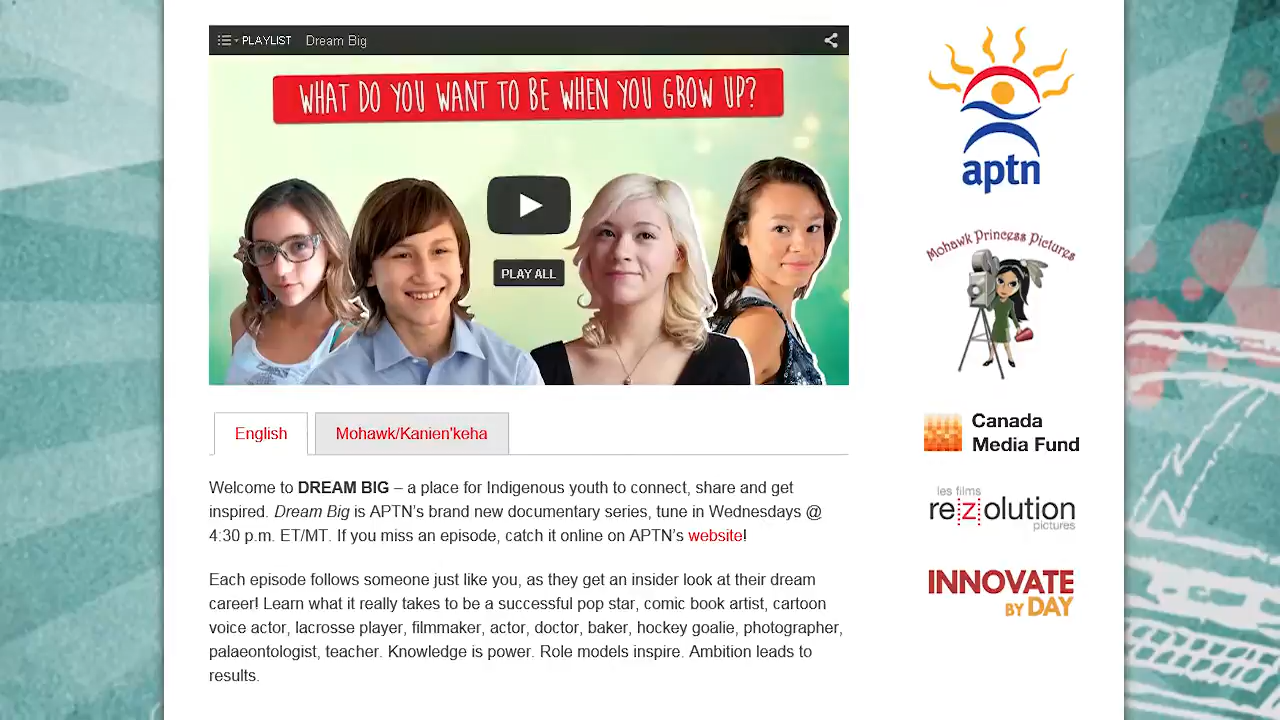 PLAYLIST Dream Big
WHAT DO YOU WANT TO BE WHEN YOU GROW UP?
PLAY ALL
English
Mohawk/Kanien'keha
Welcome to DREAM BIG – a place for Indigenous youth to connect, share and get
inspired. Dream Big is APTN’s brand new documentary series, tune in Wednesdays @
4:30 p.m. ET/MT. If you miss an episode, catch it online on APTN’s website!
Each episode follows someone just like you, as they get an insider look at their dream
career! Learn what it really takes to be a successful pop star, comic book artist, cartoon
voice actor, lacrosse player, filmmaker, actor, doctor, baker, hockey goalie, photographer,
palaeontologist, teacher. Knowledge is power. Role models inspire. Ambition leads to
results.
aptn
Mohawk Princess Pictures
Canada
Media Fund
les films
rezolution
pictures
INNOVATE
BY DAY